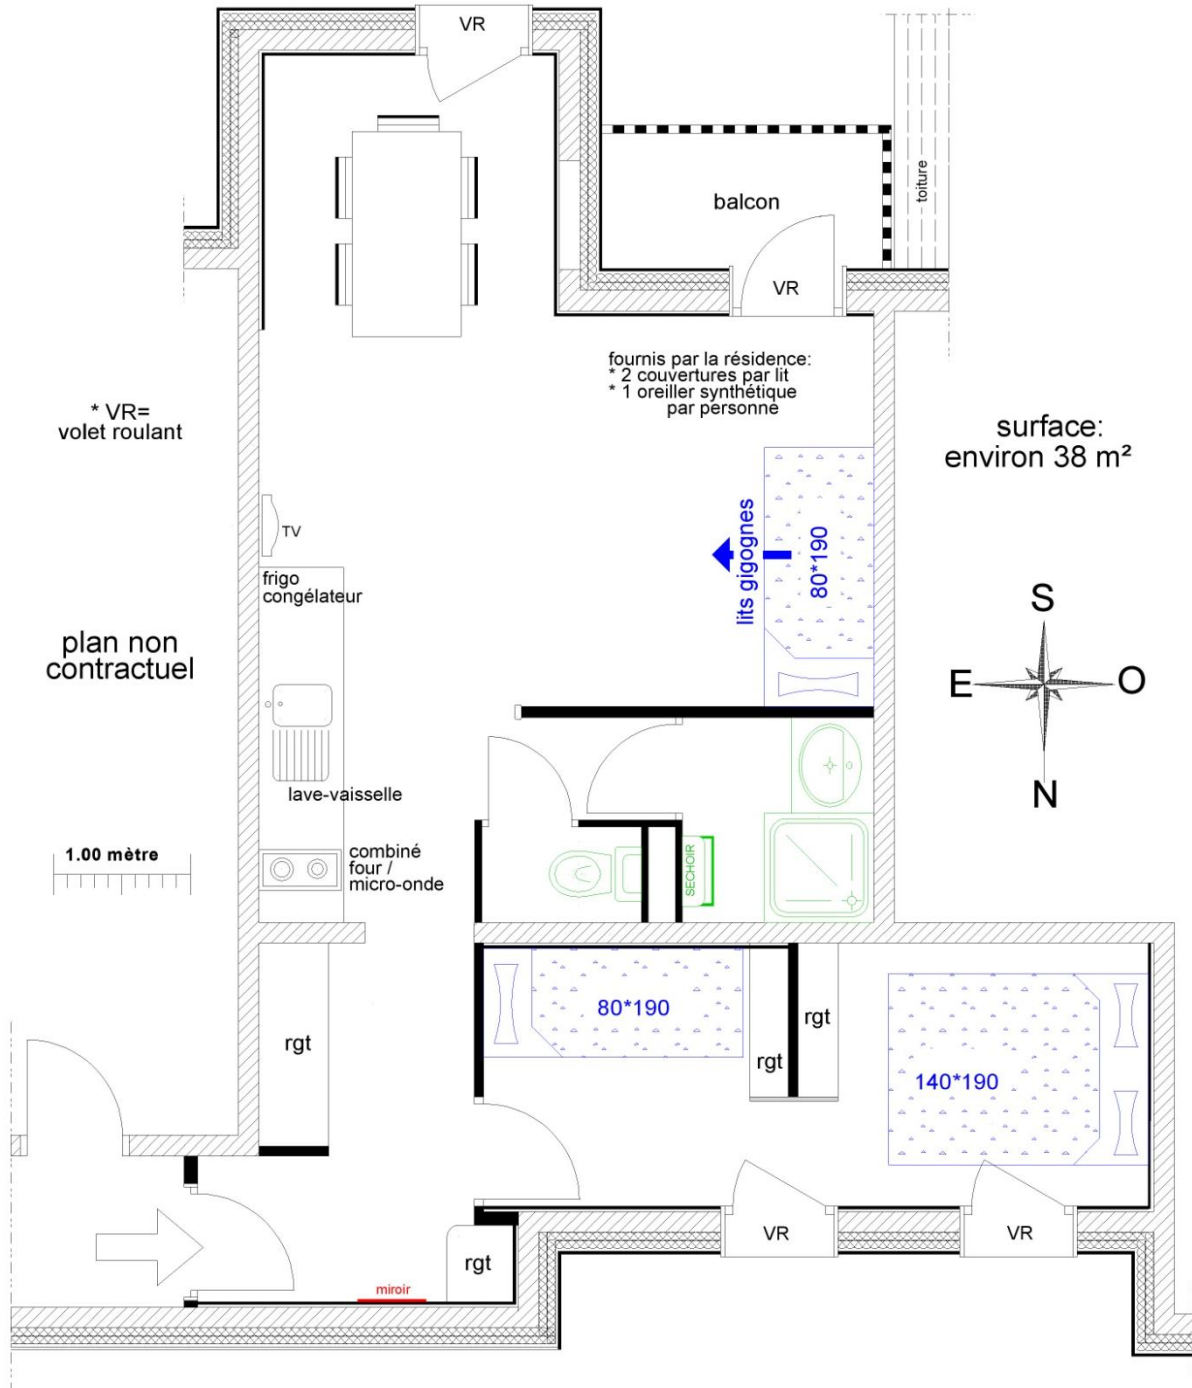 VR
balcon
toiture
VR
fournis par la résidence:
* 2 couvertures par lit
* 1 oreiller synthétique
par personne
* VR=
volet roulant
surface:
environ 38 m²
lits gigognes
80*190
TV
frigo
congélateur
plan non
contractuel
S
E
O
N
lave-vaisselle
1.00 mètre
combiné
four /
micro-onde
SECHOIR
80*190
rgt
rgt
rgt
140*190
VR
VR
rgt
miroir